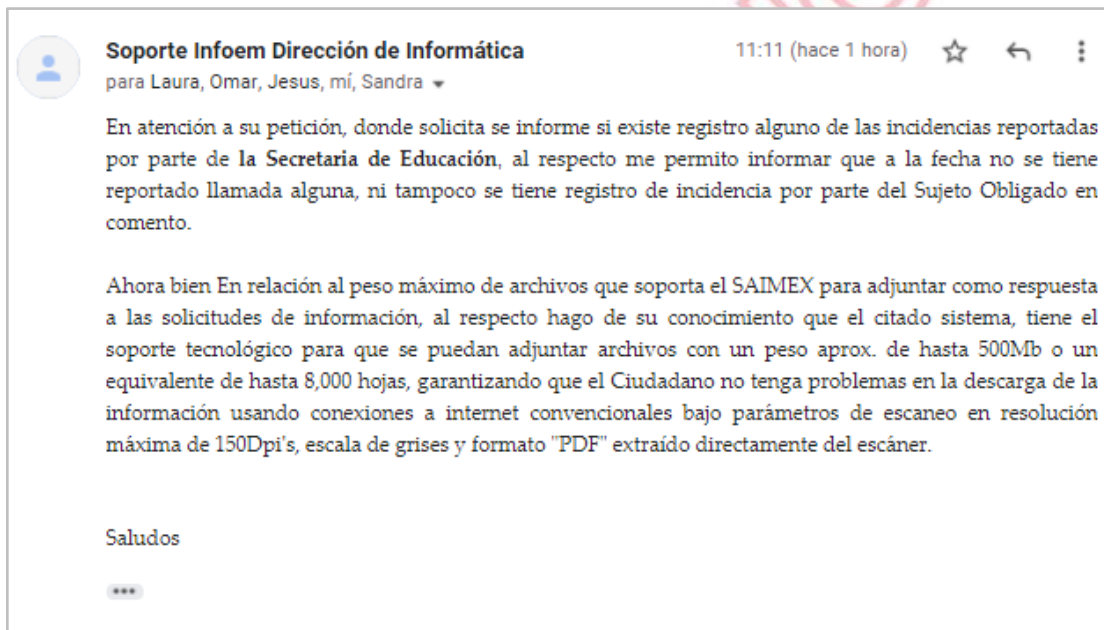 Soporte Infoem Dirección de Informática 11:11 (hace 1 hora)
para Laura, Omar, Jesus, mí, Sandra
En atención a su petición, donde solicita se informe si existe registro alguno de las incidencias reportadas
por parte de la Secretaria de Educación, al respecto me permito informar que a la fecha no se tiene
reportado llamada alguna, ni tampoco se tiene registro de incidencia por parte del Sujeto Obligado en
comento.
Ahora bien En relación al peso máximo de archivos que soporta el SAIMEX para adjuntar como respuesta
a las solicitudes de información, al respecto hago de su conocimiento que el citado sistema, tiene el
soporte tecnológico para que se puedan adjuntar archivos con un peso aprox. de hasta 500Mb o un
equivalente de hasta 8,000 hojas, garantizando que el Ciudadano no tenga problemas en la descarga de la
información usando conexiones a internet convencionales bajo parámetros de escaneo en resolución
máxima de 150Dpi's, escala de grises y formato "PDF" extraído directamente del escáner.
Saludos